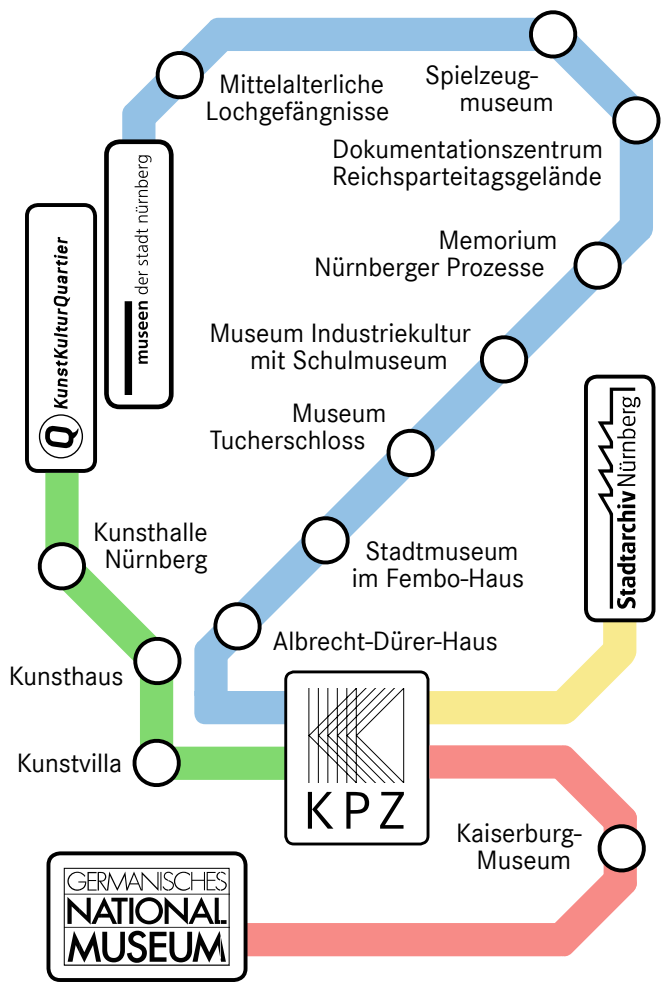 Mittelalterliche
Lochgefängnisse
Spielzeug-
museum
Dokumentationszentrum
Reichsparteitagsgelände
museen der stadt nürnberg
KunstKulturQuartier
Q
Memorium
Nürnberger Prozesse
Museum Industriekultur
mit Schulmuseum
Museum
Tucherschloss
Stadtarchiv Nürnberg
Kunsthalle
Nürnberg
Stadtmuseum
im Fembo-Haus
Albrecht-Dürer-Haus
Kunsthaus
Kunstvilla
KPZ
Kaiserburg-
Museum
GERMANISCHES
NATIONAL
MUSEUM